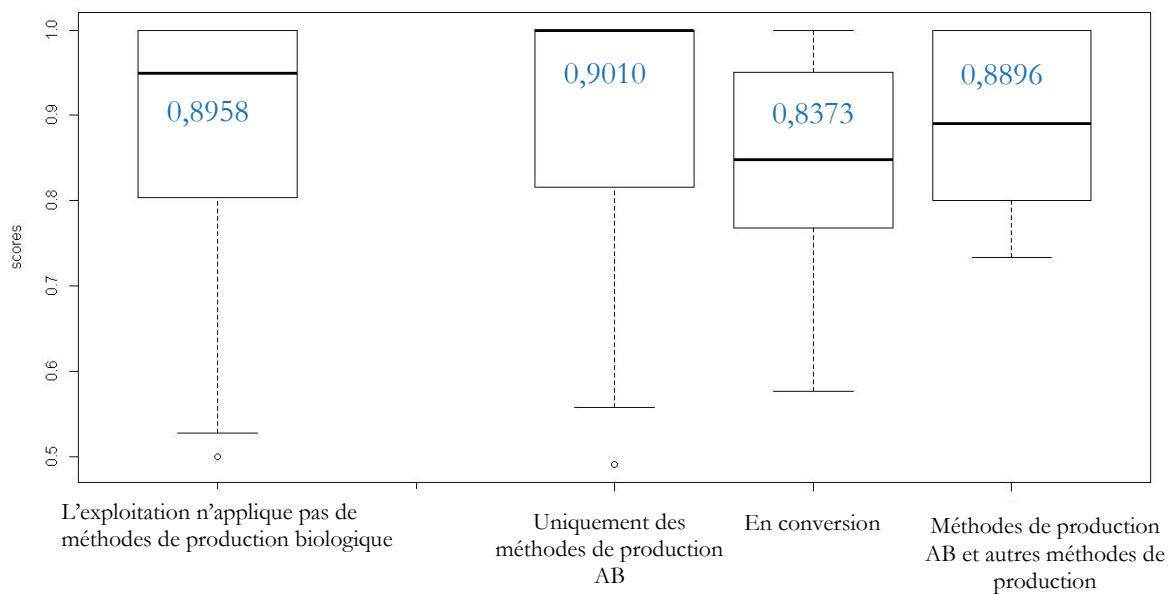 1.0
0.9
0.8
0.7
0.6
0.5
scores
0,8958
0,9010
0,8373
0,8896
L’exploitation n’applique pas de
méthodes de production biologique
Uniquement des
méthodes de production
AB
En conversion
Méthodes de production
AB et autres méthodes de
production